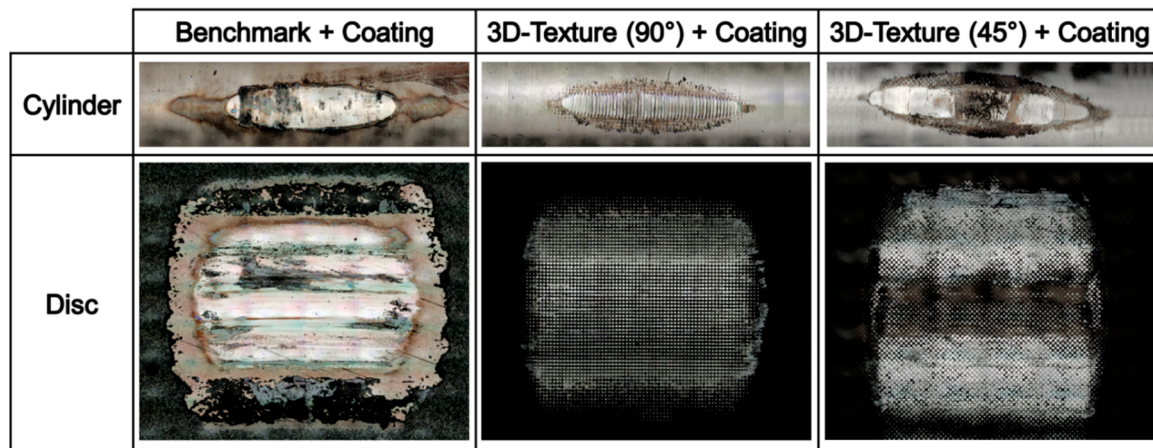 Benchmark + Coating
3D-Texture (90°) + Coating
3D-Texture (45°) + Coating
Cylinder
Disc